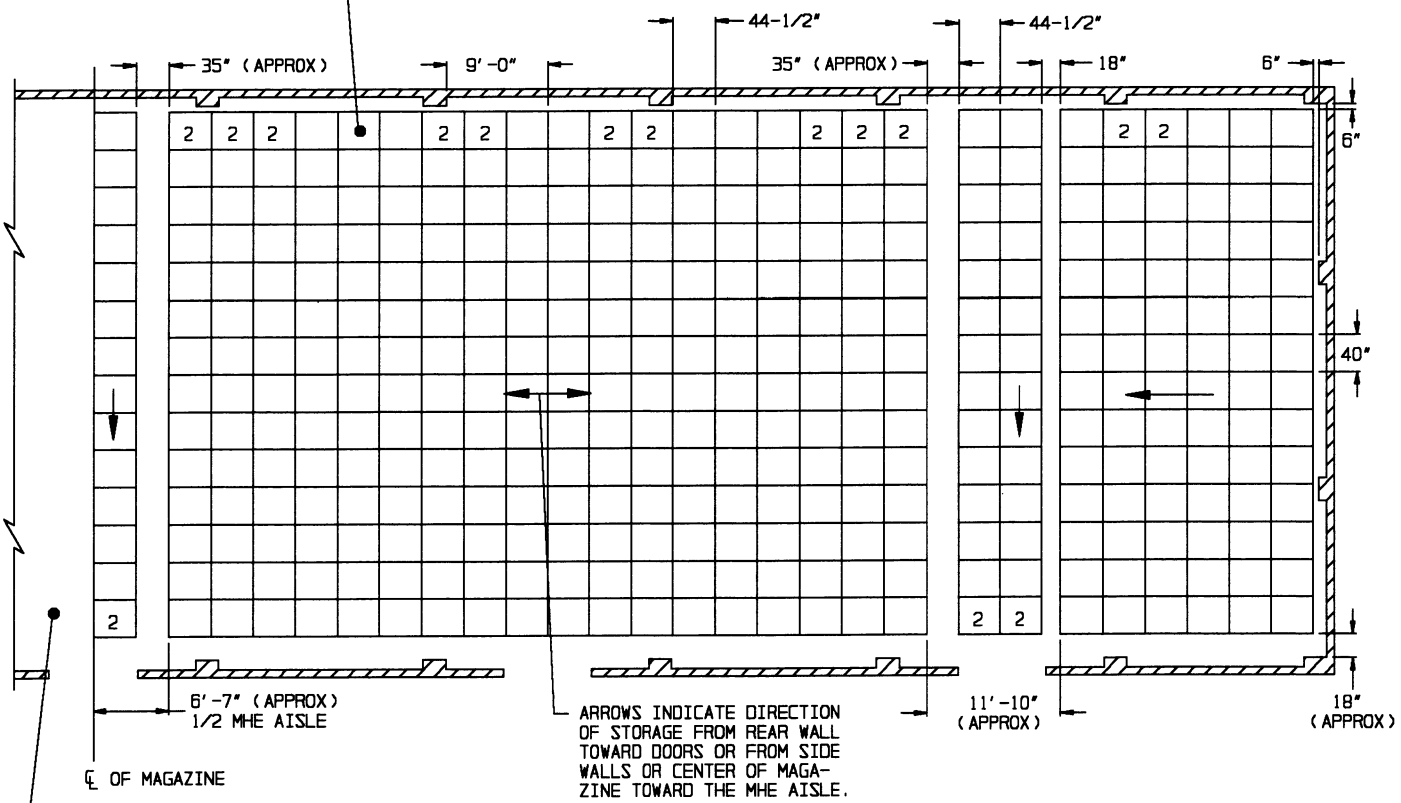 44-1/2"
44-1/2"
35" (APPROX)
9'-0"
35" (APPROX)
18"
6"
2 2 2 2 2 2 2 2 2 2 2 2
6"
40"
2 2 2
6'-7" (APPROX)
1/2 MHE AISLE
ARROWS INDICATE DIRECTION
OF STORAGE FROM REAR WALL
TOWARD DOORS OR FROM SIDE
WALLS OR CENTER OF MAGA-
ZINE TOWARD THE MHE AISLE.
11'-10"
(APPROX)
18"
(APPROX)
℄ OF MAGAZINE